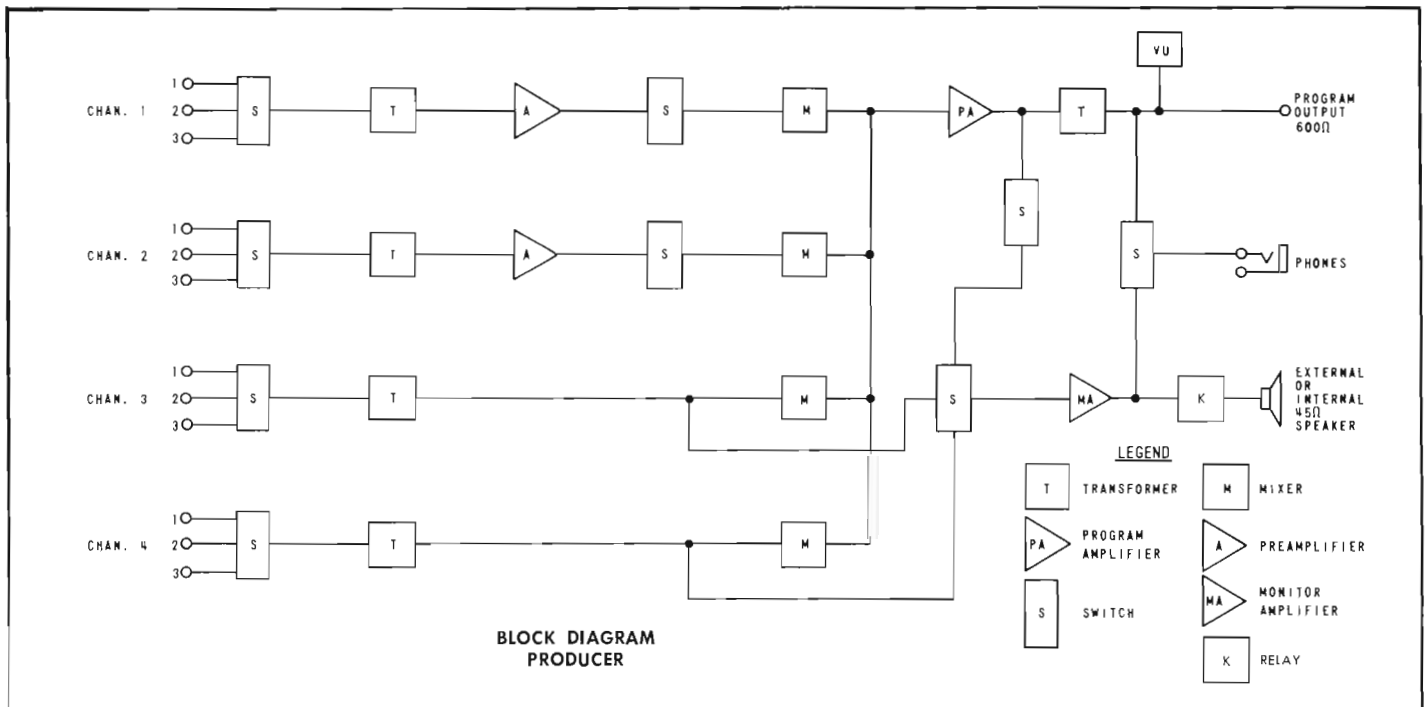 VU
CHAN. 1
1
2
3
S
T
A
S
M
PA
T
PROGRAM
OUTPUT
600Ω
S
CHAN. 2
1
2
3
S
T
A
S
M
S
PHONES
CHAN. 3
1
2
3
S
T
M
S
MA
K
EXTERNAL
OR
INTERNAL
45Ω
SPEAKER
CHAN. 4
1
2
3
S
T
M
LEGEND
T TRANSFORMER
M MIXER
PA PROGRAM
AMPLIFIER
A PREAMPLIFIER
S SWITCH
MA MONITOR
AMPLIFIER
K RELAY
BLOCK DIAGRAM
PRODUCER